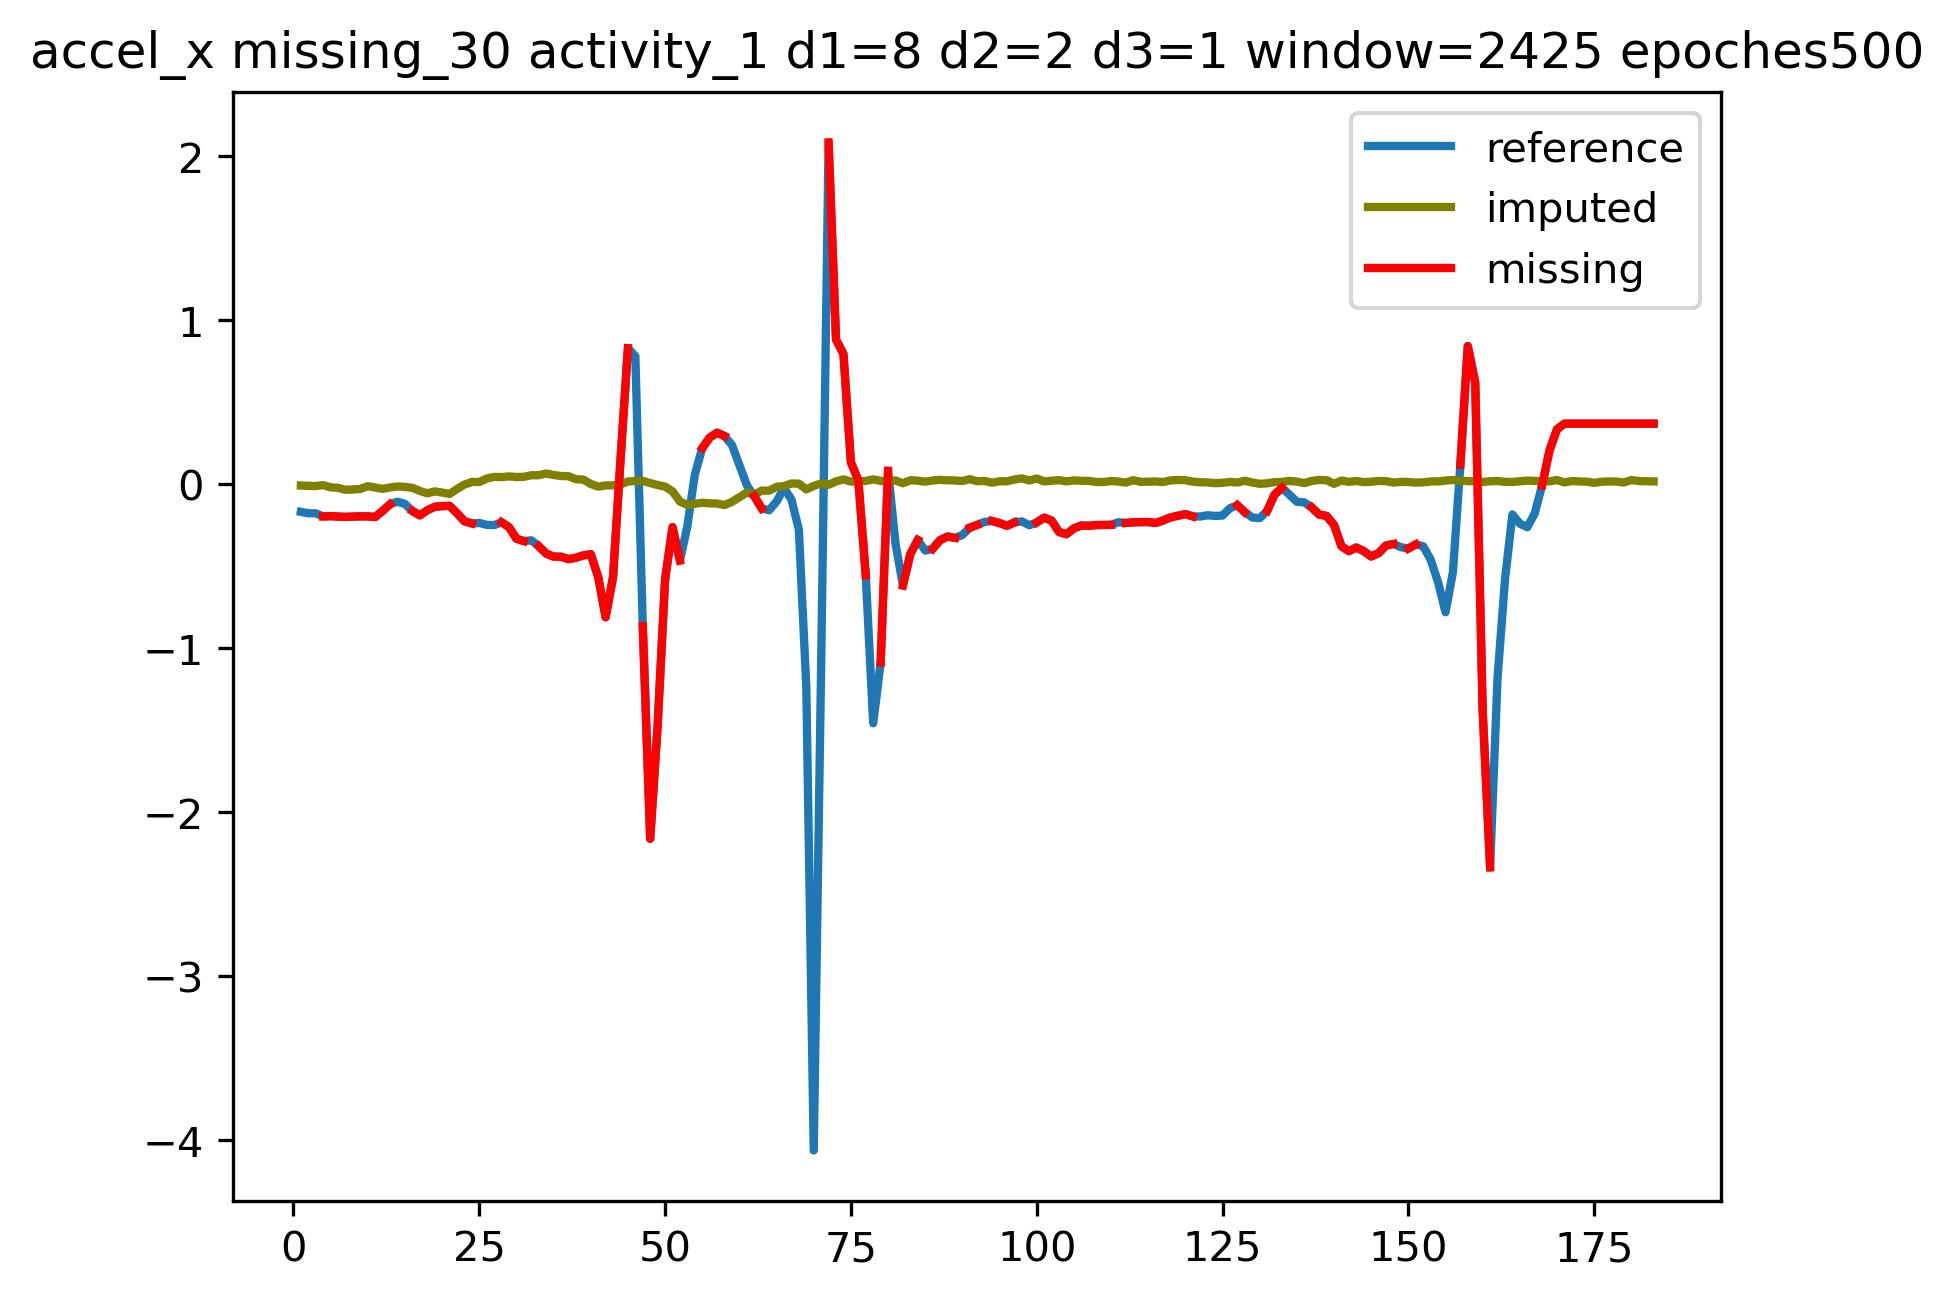 accel_x missing_30 activity_1 d1=8 d2=2 d3=1 window=2425 epoches500
reference
imputed
missing
2
1
0
−1
−2
−3
−4
0 25 50 75 100 125 150 175